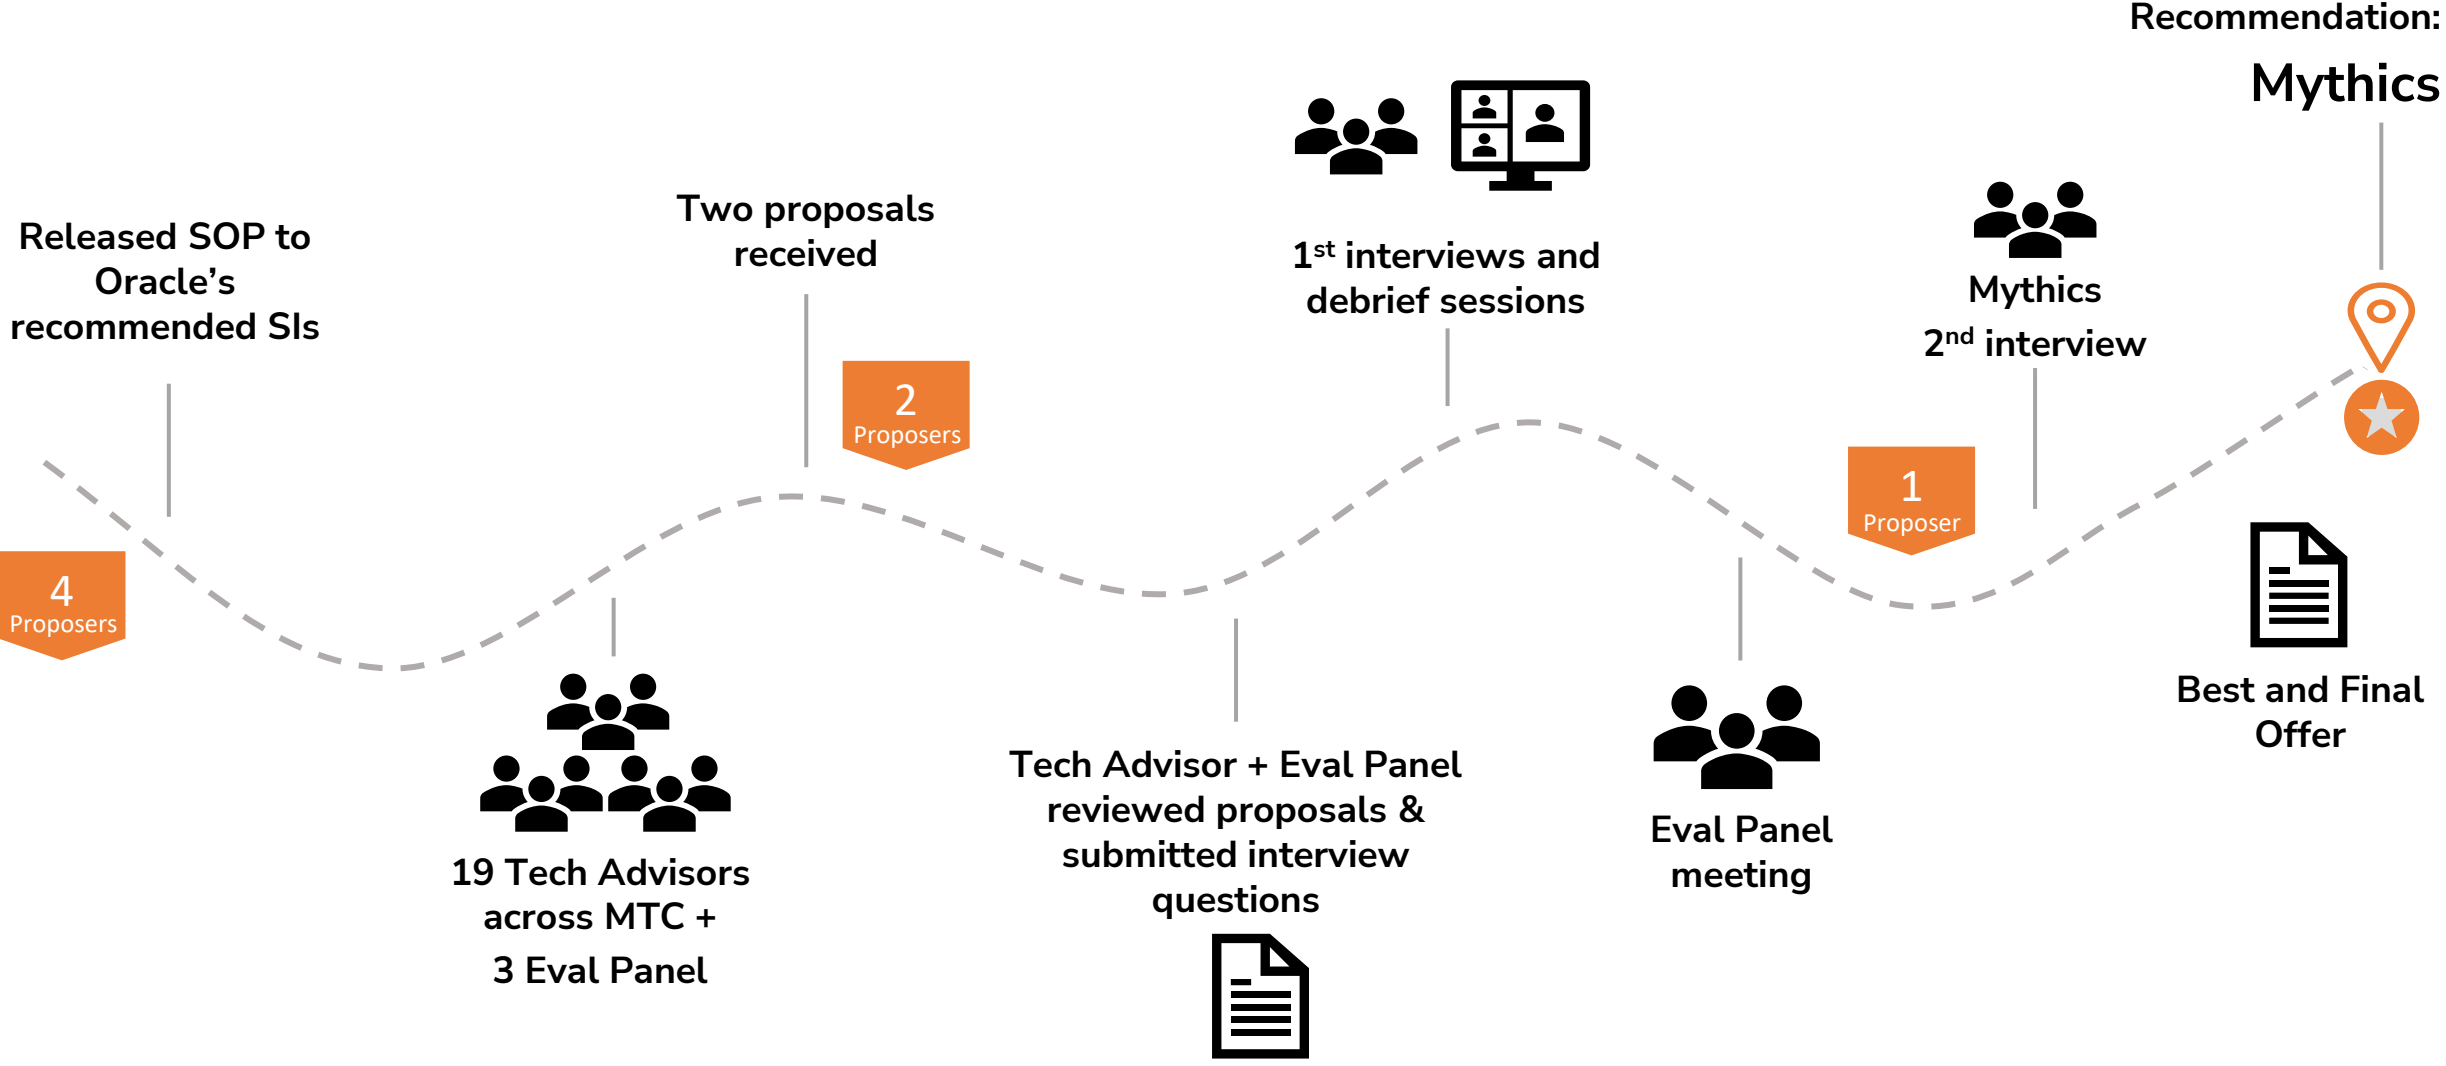 Released SOP to
Oracle’s
recommended SIs
4
Proposers
19 Tech Advisors
across MTC +
3 Eval Panel
Two proposals
received
2
Proposers
Tech Advisor + Eval Panel
reviewed proposals &
submitted interview
questions
1st interviews and
debrief sessions
Eval Panel
meeting
1
Proposer
Mythics
2nd interview
Best and Final
Offer
Recommendation:
Mythics